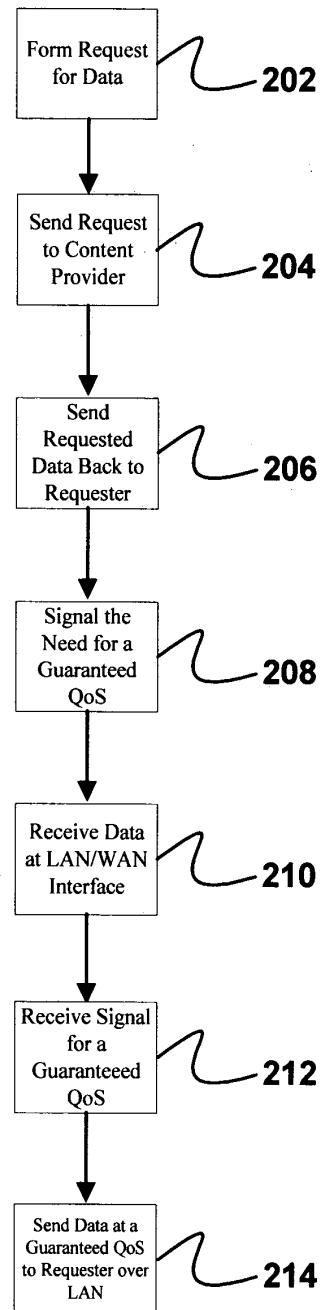 Form Request
for Data
202
Send Request
to Content
Provider
204
Send
Requested
Data Back to
Requester
206
Signal the
Need for a
Guaranteed
QoS
208
Receive Data
at LAN/WAN
Interface
210
Receive Signal
for a
Guaranteeed
QoS
212
Send Data at a
Guaranteed QoS
to Requester over
LAN
214